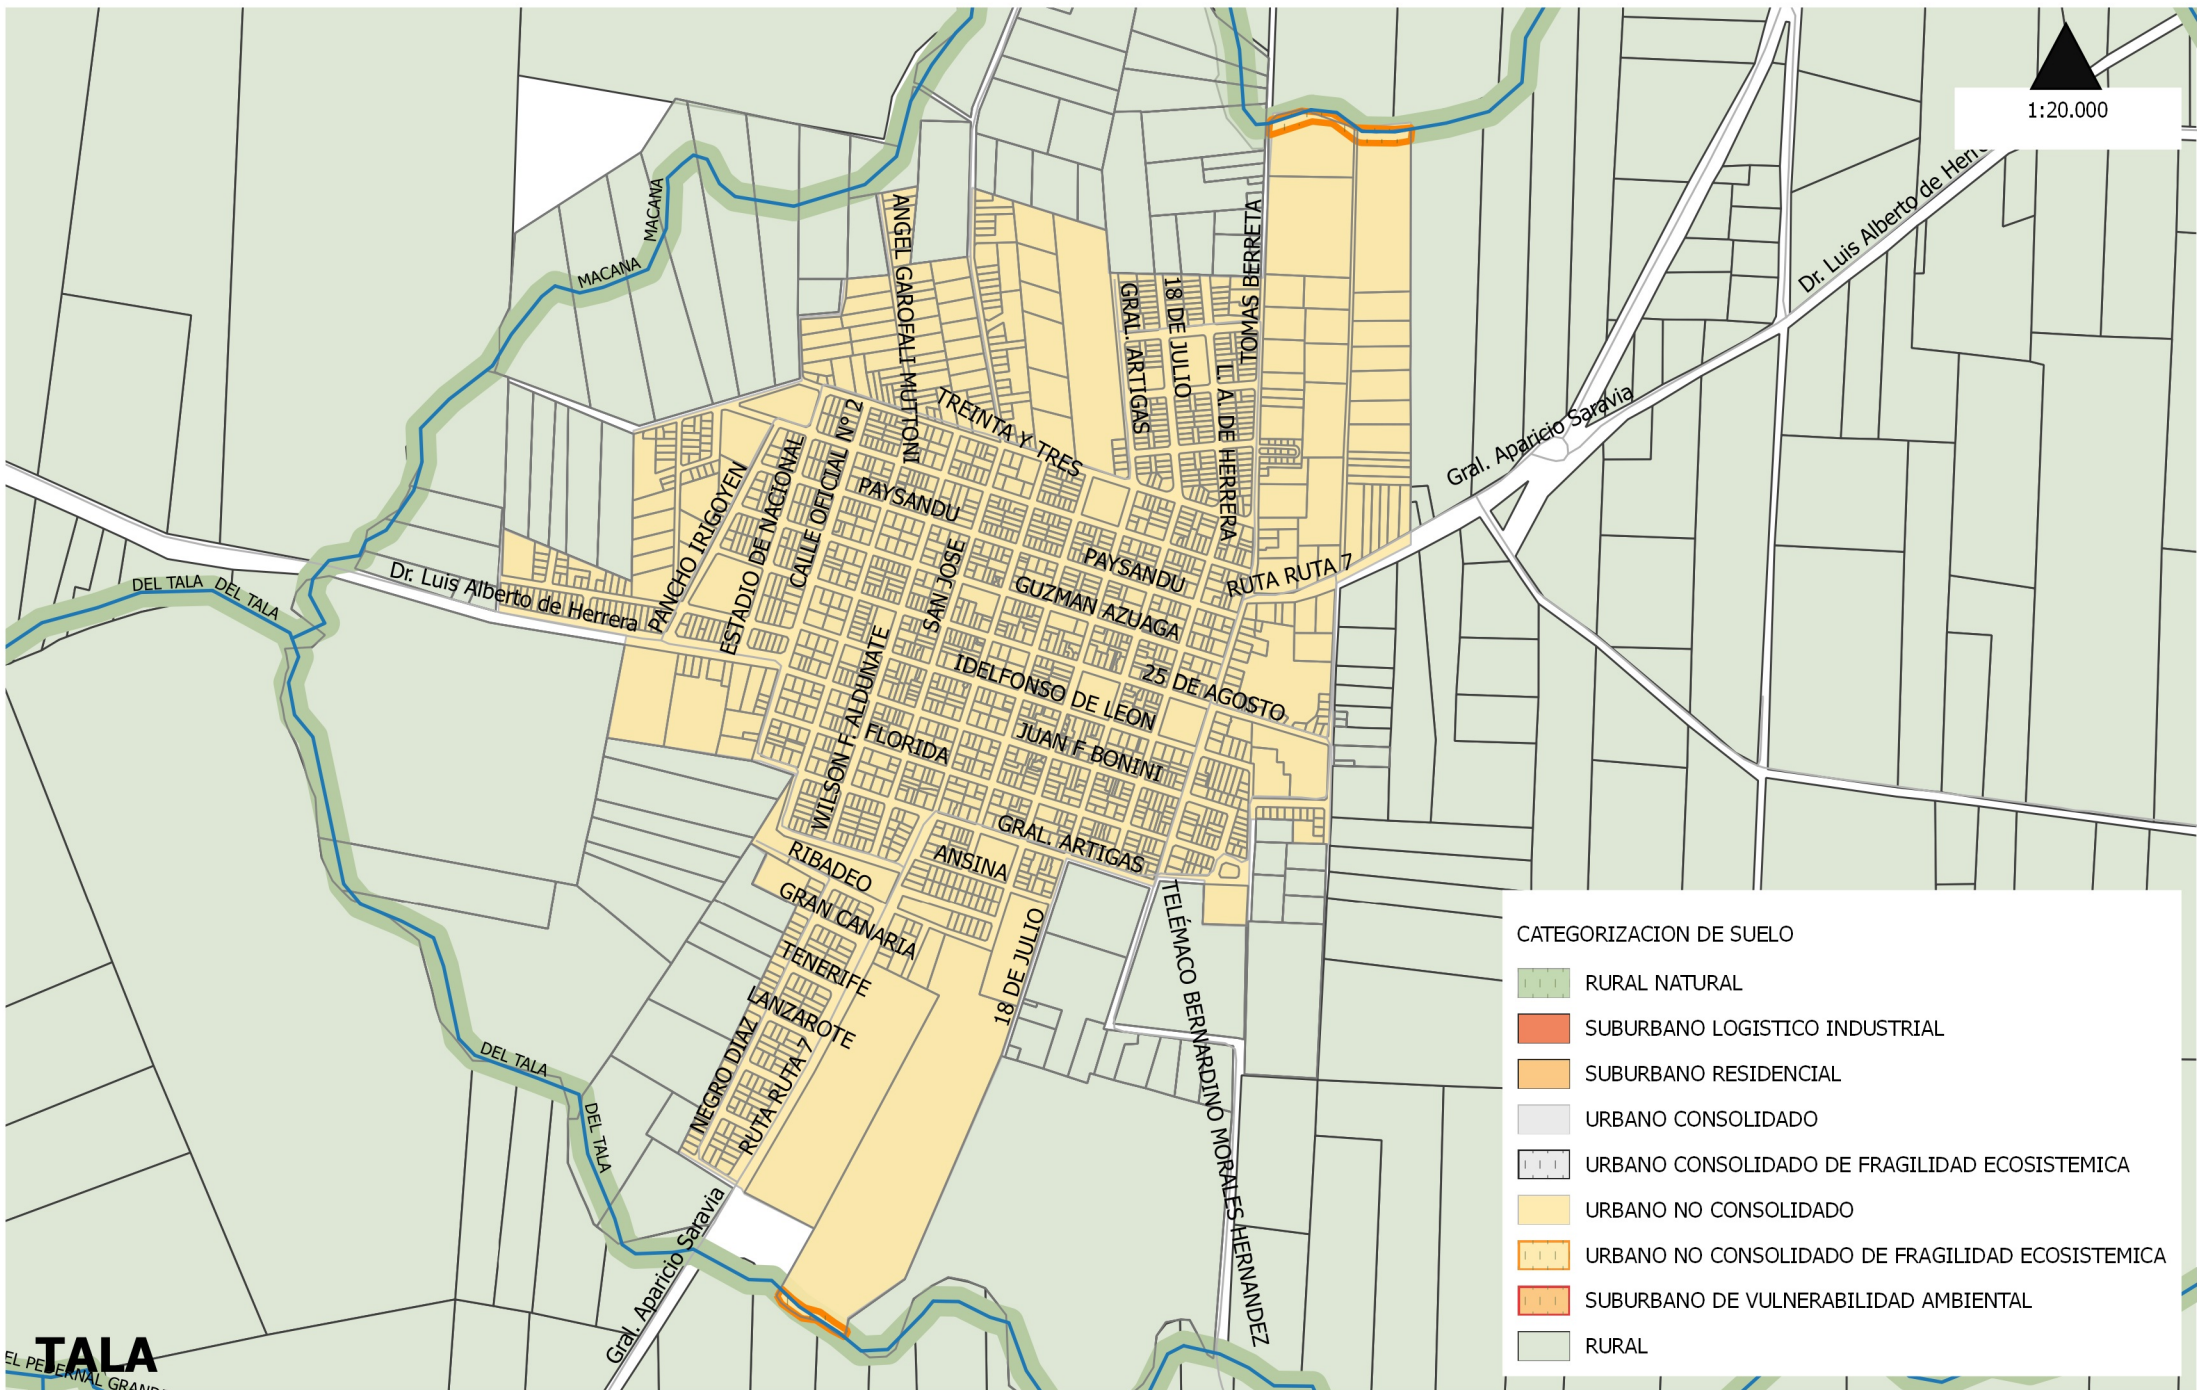 1:20.000
MACANA
MACANA
ANGEL GAROFALI MUTTONI
TOMAS BERRETA
18 DE JULIO
GRAL. ARTIGAS
L. A. DE HERRERA
TREINTA Y TRES
Dr. Luis Alberto de Herr
Gral. Aparicio Saravia
PAYSANDU
CALLE OFICIAL Nº 2
ESTADIO DE NACIONAL
PANCHO IRIGOYEN
Dr. Luis Alberto de Herrera
DEL TALA
DEL TALA
SAN JOSE
PAYSANDU
GUZMAN AZUAGA
RUTA RUTA 7
25 DE AGOSTO
IDELFONSO DE LEON
WILSON F. ALDUNATE
JUAN F BONINI
FLORIDA
GRAL. ARTIGAS
ANSINA
RIBADEO
GRAN CANARIA
TENERIFE
LANZAROTE
NEGRO DIAZ
RUTA RUTA 7
18 DE JULIO
TELÉMACO BERNARDINO MORALES HERNANDEZ
DEL TALA
DEL TALA
Gral. Aparicio Saravia
CATEGORIZACION DE SUELO
RURAL NATURAL
SUBURBANO LOGISTICO INDUSTRIAL
SUBURBANO RESIDENCIAL
URBANO CONSOLIDADO
URBANO CONSOLIDADO DE FRAGILIDAD ECOSISTEMICA
URBANO NO CONSOLIDADO
URBANO NO CONSOLIDADO DE FRAGILIDAD ECOSISTEMICA
SUBURBANO DE VULNERABILIDAD AMBIENTAL
RURAL
TALA
EL PEDERNAL GRAND